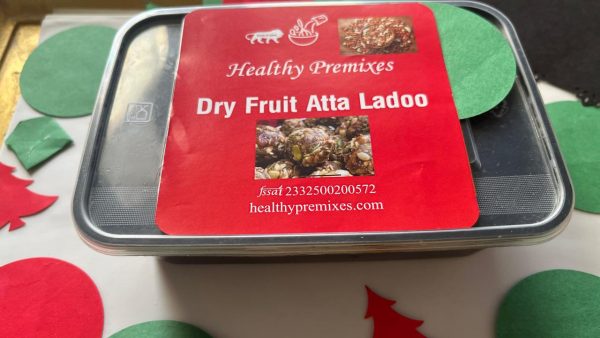 Healthy Premixes
Dry Fruit Atta Ladoo
fssai 2332500200572
healthypremixes.com